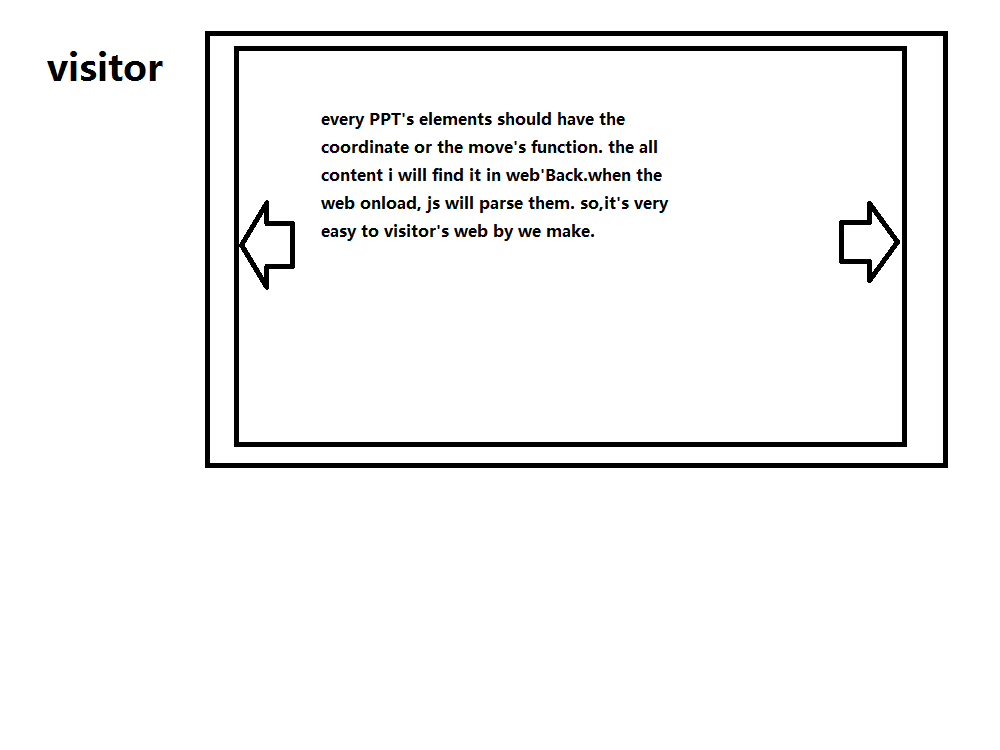 visitor
every PPT's elements should have the
coordinate or the move's function. the all
content i will find it in web'Back.when the
web onload, js will parse them. so,it's very
easy to visitor's web by we make.